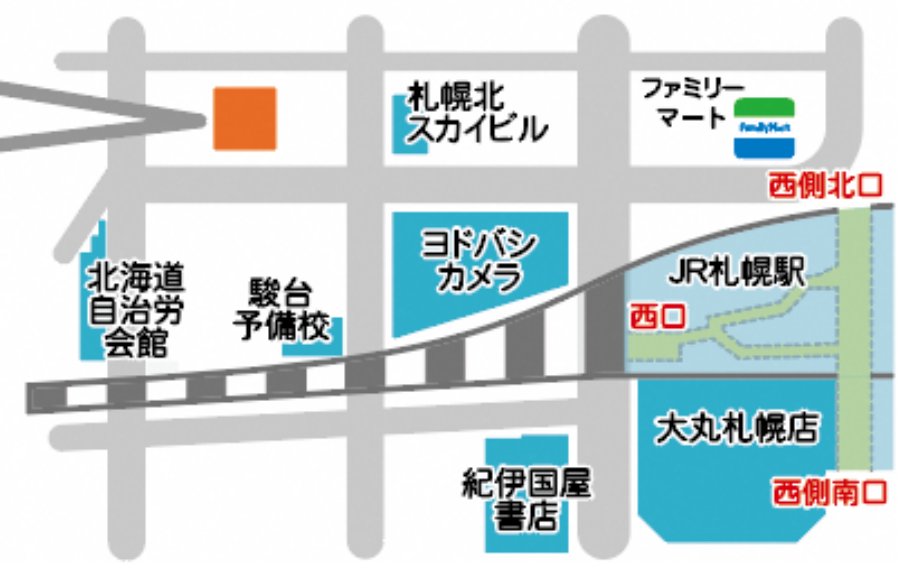 札幌北
スカイビル
ファミリー
マート
FamilyMart
西側北口
ヨドバシ
カメラ
JR札幌駅
北海道
自治労
会館
駿台
予備校
西口
大丸札幌店
紀伊国屋
書店
西側南口